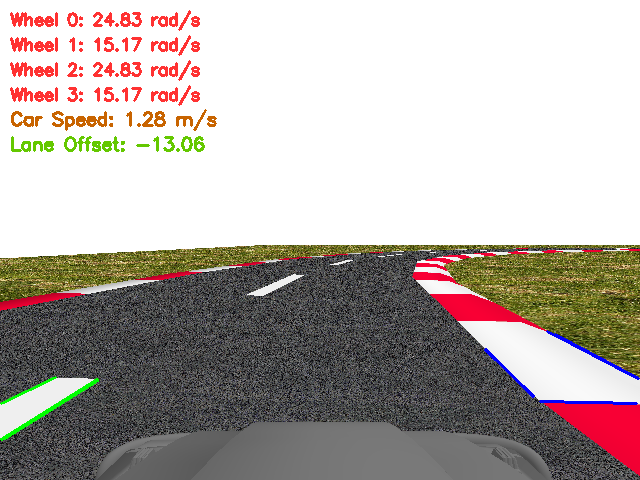 Wheel 0: 24.83 rad/s
Wheel 1: 15.17 rad/s
Wheel 2: 24.83 rad/s
Wheel 3: 15.17 rad/s
Car Speed: 1.28 m/s
Lane Offset: -13.06